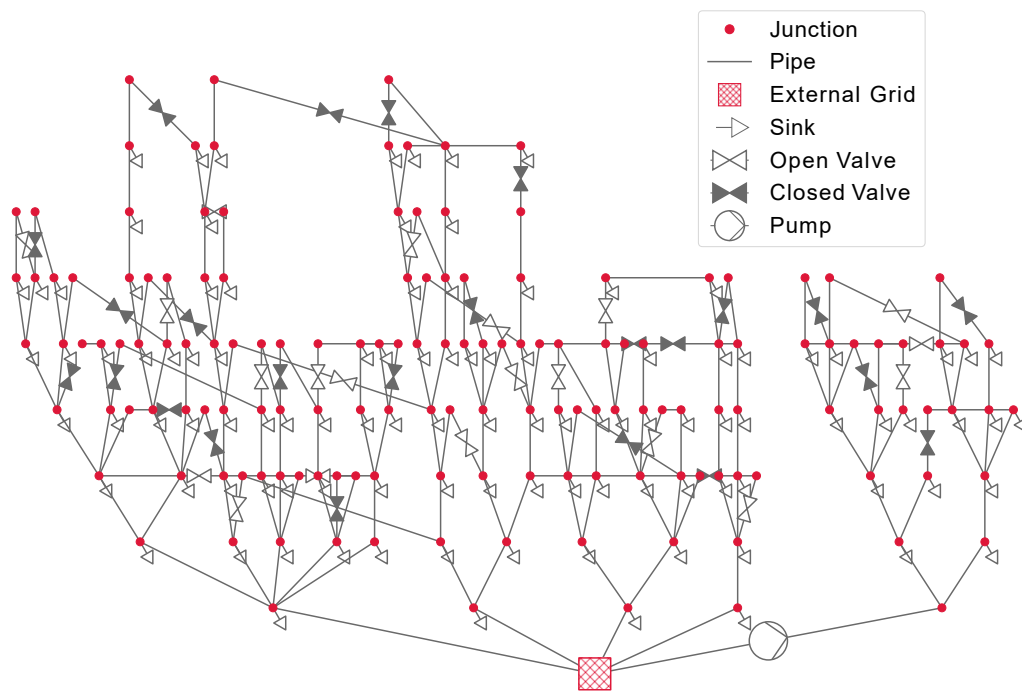 Junction
Pipe
External Grid
Sink
Open Valve
Closed Valve
Pump